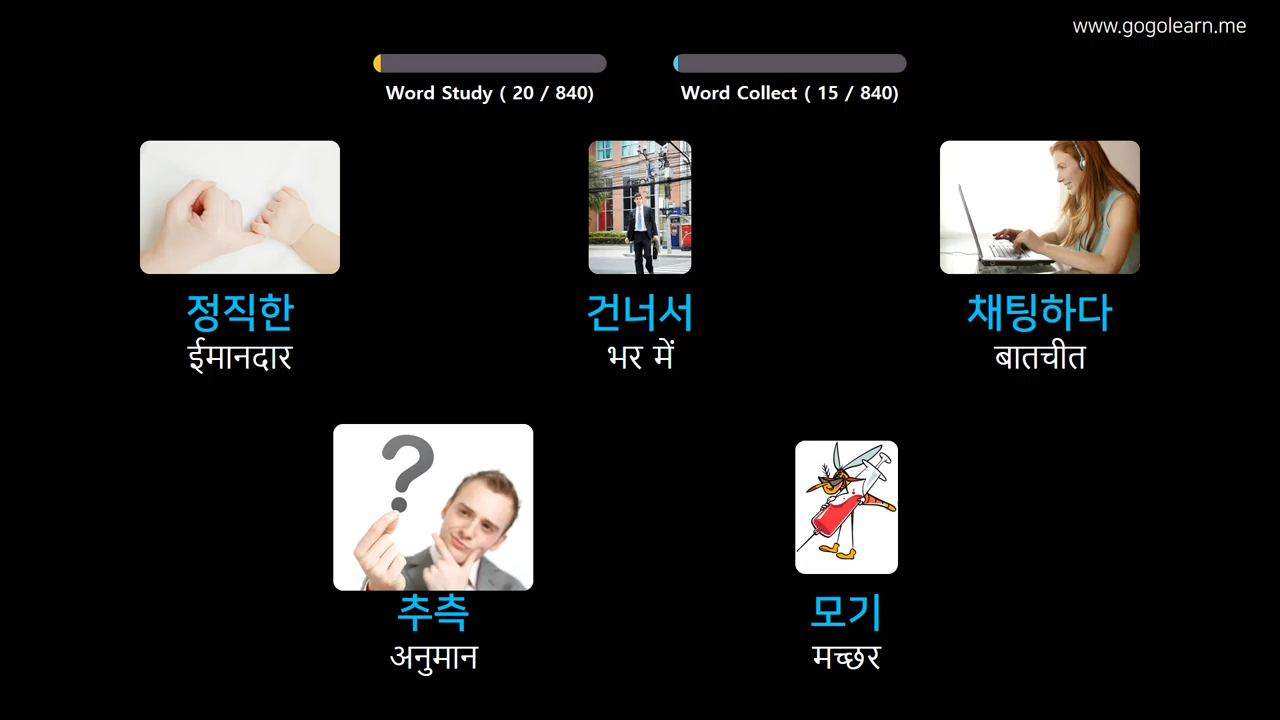 www.gogolearn.me
Word Study ( 20 / 840)
Word Collect ( 15 / 840)
정직한
ईमानदार
건너서
भर में
채팅하다
बातचीत
추측
अनुमान
모기
मच्छर